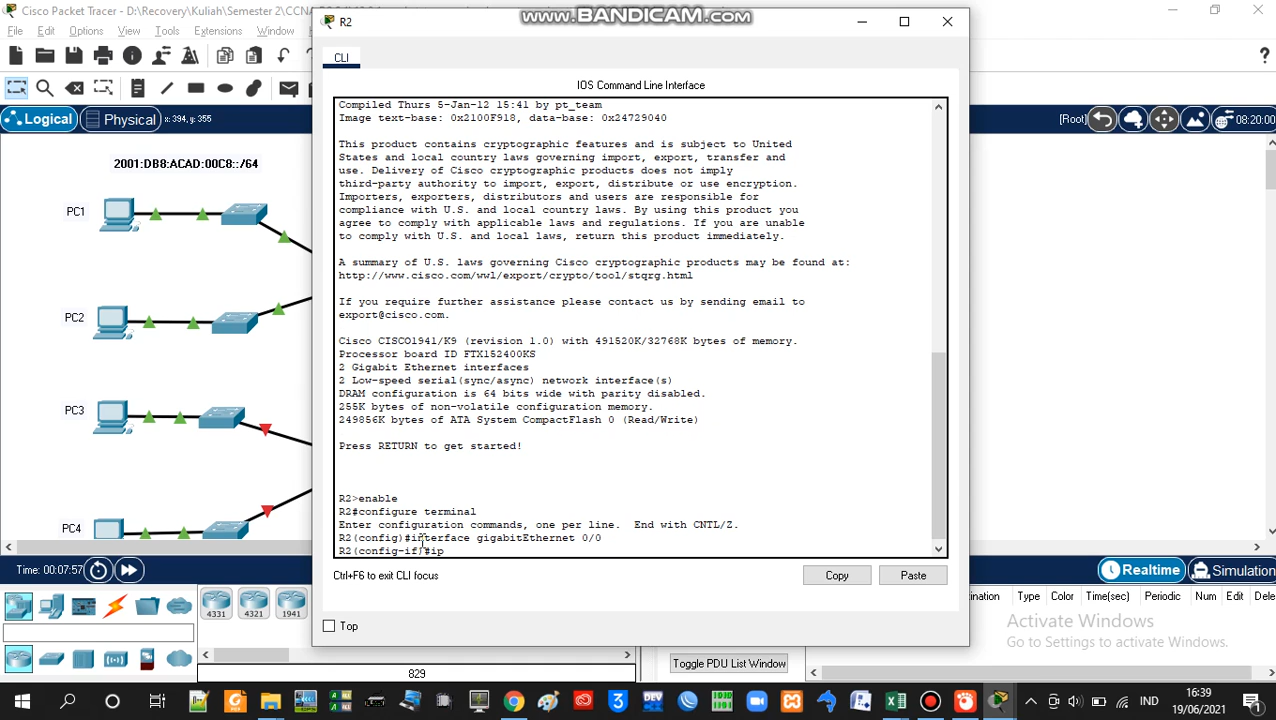 Cisco Packet Tracer - D:\Recovery\Kuliah\Semester 2\CCNA
www.BANDICAM.com
R2
File Edit Options View Tools Extensions Window
CLI
IOS Command Line Interface
Logical
Physical
x: 394, y: 355
[Root]
08:20:00
Compiled Thurs 5-Jan-12 15:41 by pt_team
Image text-base: 0x2100F918, data-base: 0x24729040
This product contains cryptographic features and is subject to United
States and local country laws governing import, export, transfer and
use. Delivery of Cisco cryptographic products does not imply
third-party authority to import, export, distribute or use encryption.
Importers, exporters, distributors and users are responsible for
compliance with U.S. and local country laws. By using this product you
agree to comply with applicable laws and regulations. If you are unable
to comply with U.S. and local laws, return this product immediately.
A summary of U.S. laws governing Cisco cryptographic products may be found at:
http://www.cisco.com/wwl/export/crypto/tool/stqrg.html
If you require further assistance please contact us by sending email to
export@cisco.com.
Cisco CISCO1941/K9 (revision 1.0) with 491520K/32768K bytes of memory.
Processor board ID FTX152400KS
2 Gigabit Ethernet interfaces
2 Low-speed serial(sync/async) network interface(s)
DRAM configuration is 64 bits wide with parity disabled.
255K bytes of non-volatile configuration memory.
249856K bytes of ATA System CompactFlash 0 (Read/Write)
Press RETURN to get started!
R2>enable
R2#configure terminal
Enter configuration commands, one per line.  End with CNTL/Z.
R2(config)#interface gigabitEthernet 0/0
R2(config-if)#ip
Ctrl+F6 to exit CLI focus
Copy
Paste
Top
2001:DB8:ACAD:00C8::/64
PC1
PC2
PC3
PC4
Time: 00:07:57
Realtime
Simulation
4331 4321 1941
829
Toggle PDU List Window
Type Color Time(sec) Periodic Num Edit
Activate Windows
Go to Settings to activate Windows.
IND
16:39
19/06/2021